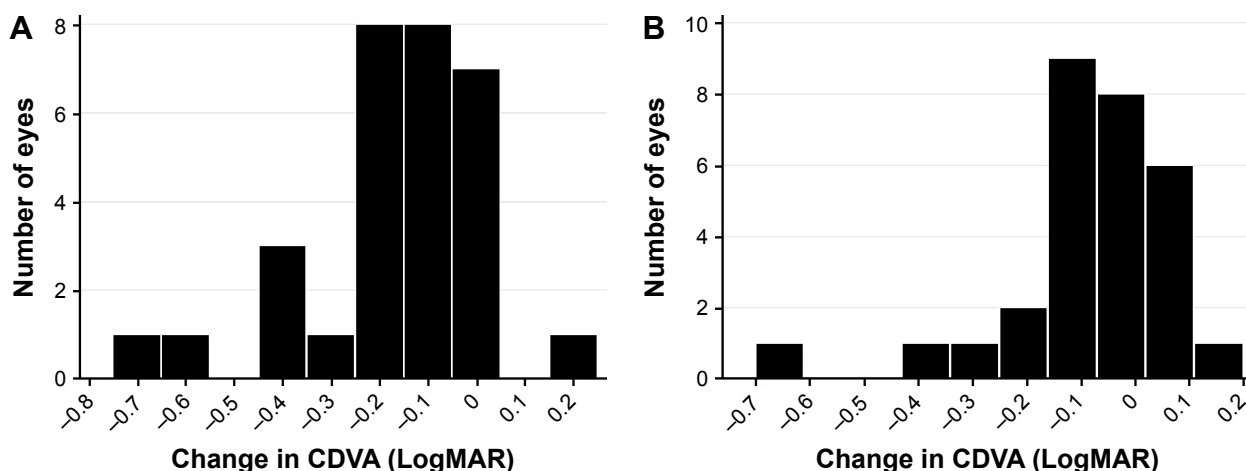 A
Number of eyes
8
6
4
2
0
–0.8 –0.7 –0.6 –0.5 –0.4 –0.3 –0.2 –0.1 0 0.1 0.2
Change in CDVA (LogMAR)
B
Number of eyes
10
8
6
4
2
0
–0.7 –0.6 –0.5 –0.4 –0.3 –0.2 –0.1 0 0.1 0.2
Change in CDVA (LogMAR)